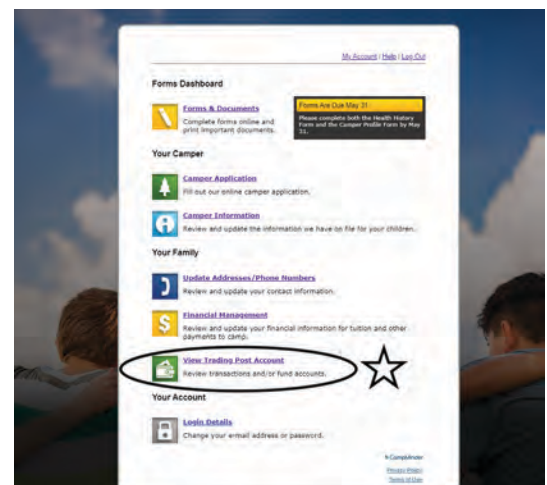 My Account | Help | Log Out
Forms Dashboard
Forms & Documents
Complete forms online and
print important documents.
Forms Are Due May 31
Please complete both the Health History
Form and the Camper Profile Form by May
31.
Your Camper
Camper Application
Fill out our online camper application.
Camper Information
Review and update the information we have on file for your children.
Your Family
Update Addresses/Phone Numbers
Review and update your contact information.
Financial Management
Review and update your financial information for tuition and other
payments to camp.
View Trading Post Account
Review transactions and/or fund accounts.
Your Account
Login Details
Change your e-mail address or password.
CampMinder
Privacy Policy
Terms of Use